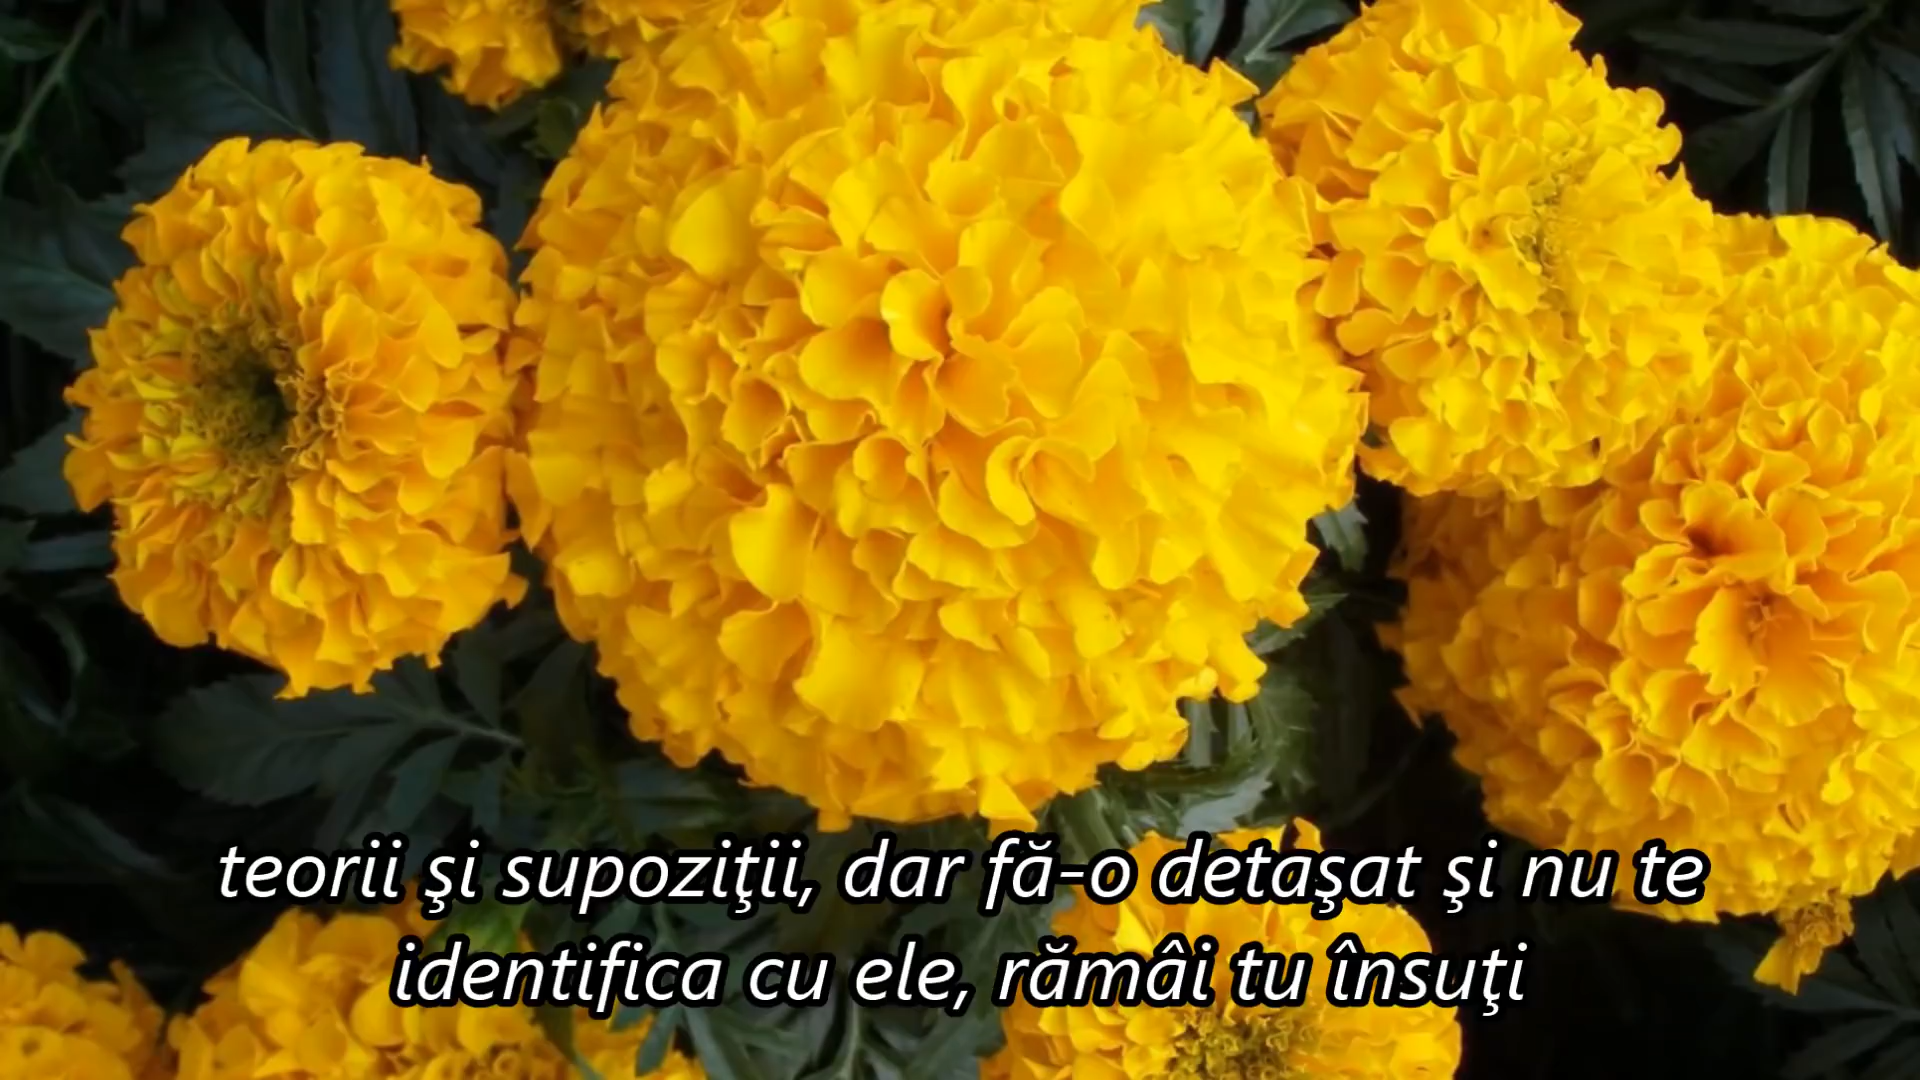 teorii şi supoziţii, dar fă-o detaşat şi nu te
identifica cu ele, rămâi tu însuţi